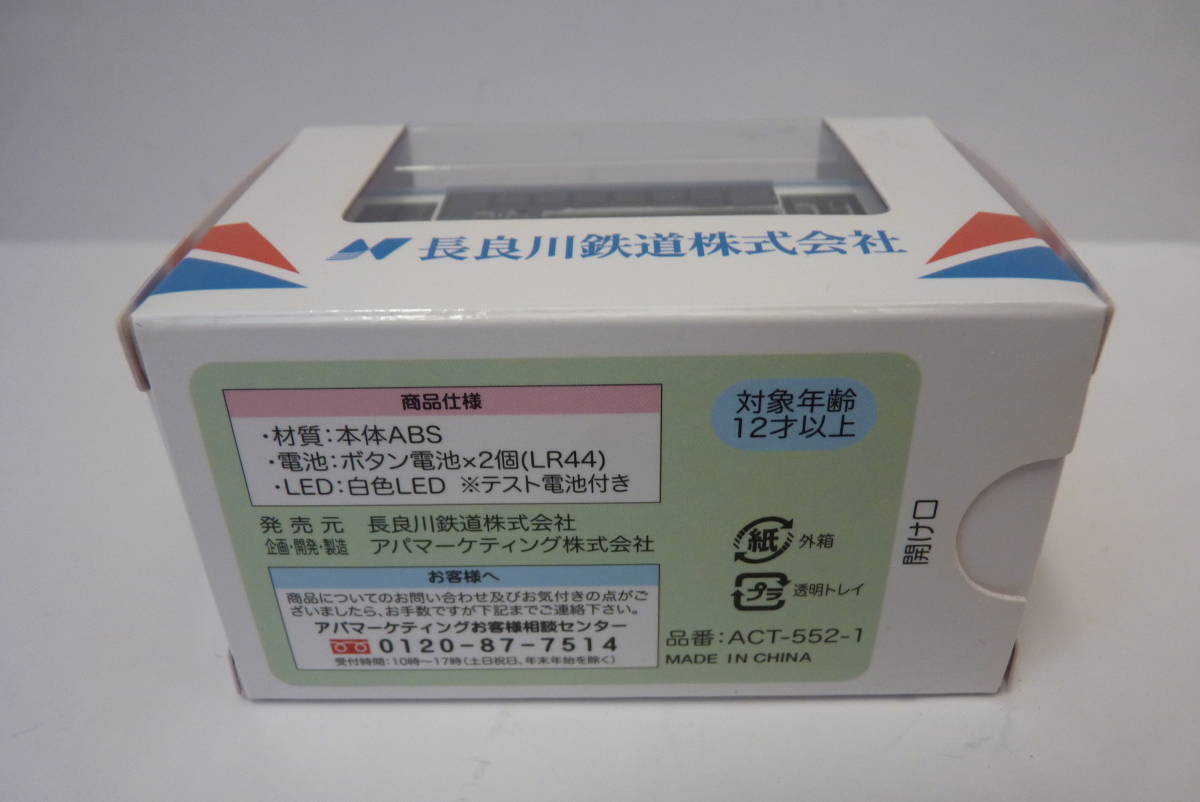 長良川鉄道株式会社
商品仕様
・材質:本体ABS
・電池:ボタン電池×2個(LR44)
・LED:白色LED ※テスト電池付き
対象年齢
12才以上
発売元 長良川鉄道株式会社
企画・開発・製造 アパマーケティング株式会社
お客様へ
商品についてのお問い合わせ及びお気付きの点がご
ざいましたら、お手数ですが下記までご連絡下さい。
アパマーケティングお客様相談センター
0120-87-7514
受付時間:10時～17時(土日祝日、年末年始を除く)
紙 外箱
プラ 透明トレイ
品番:ACT-552-1
MADE IN CHINA
開け口